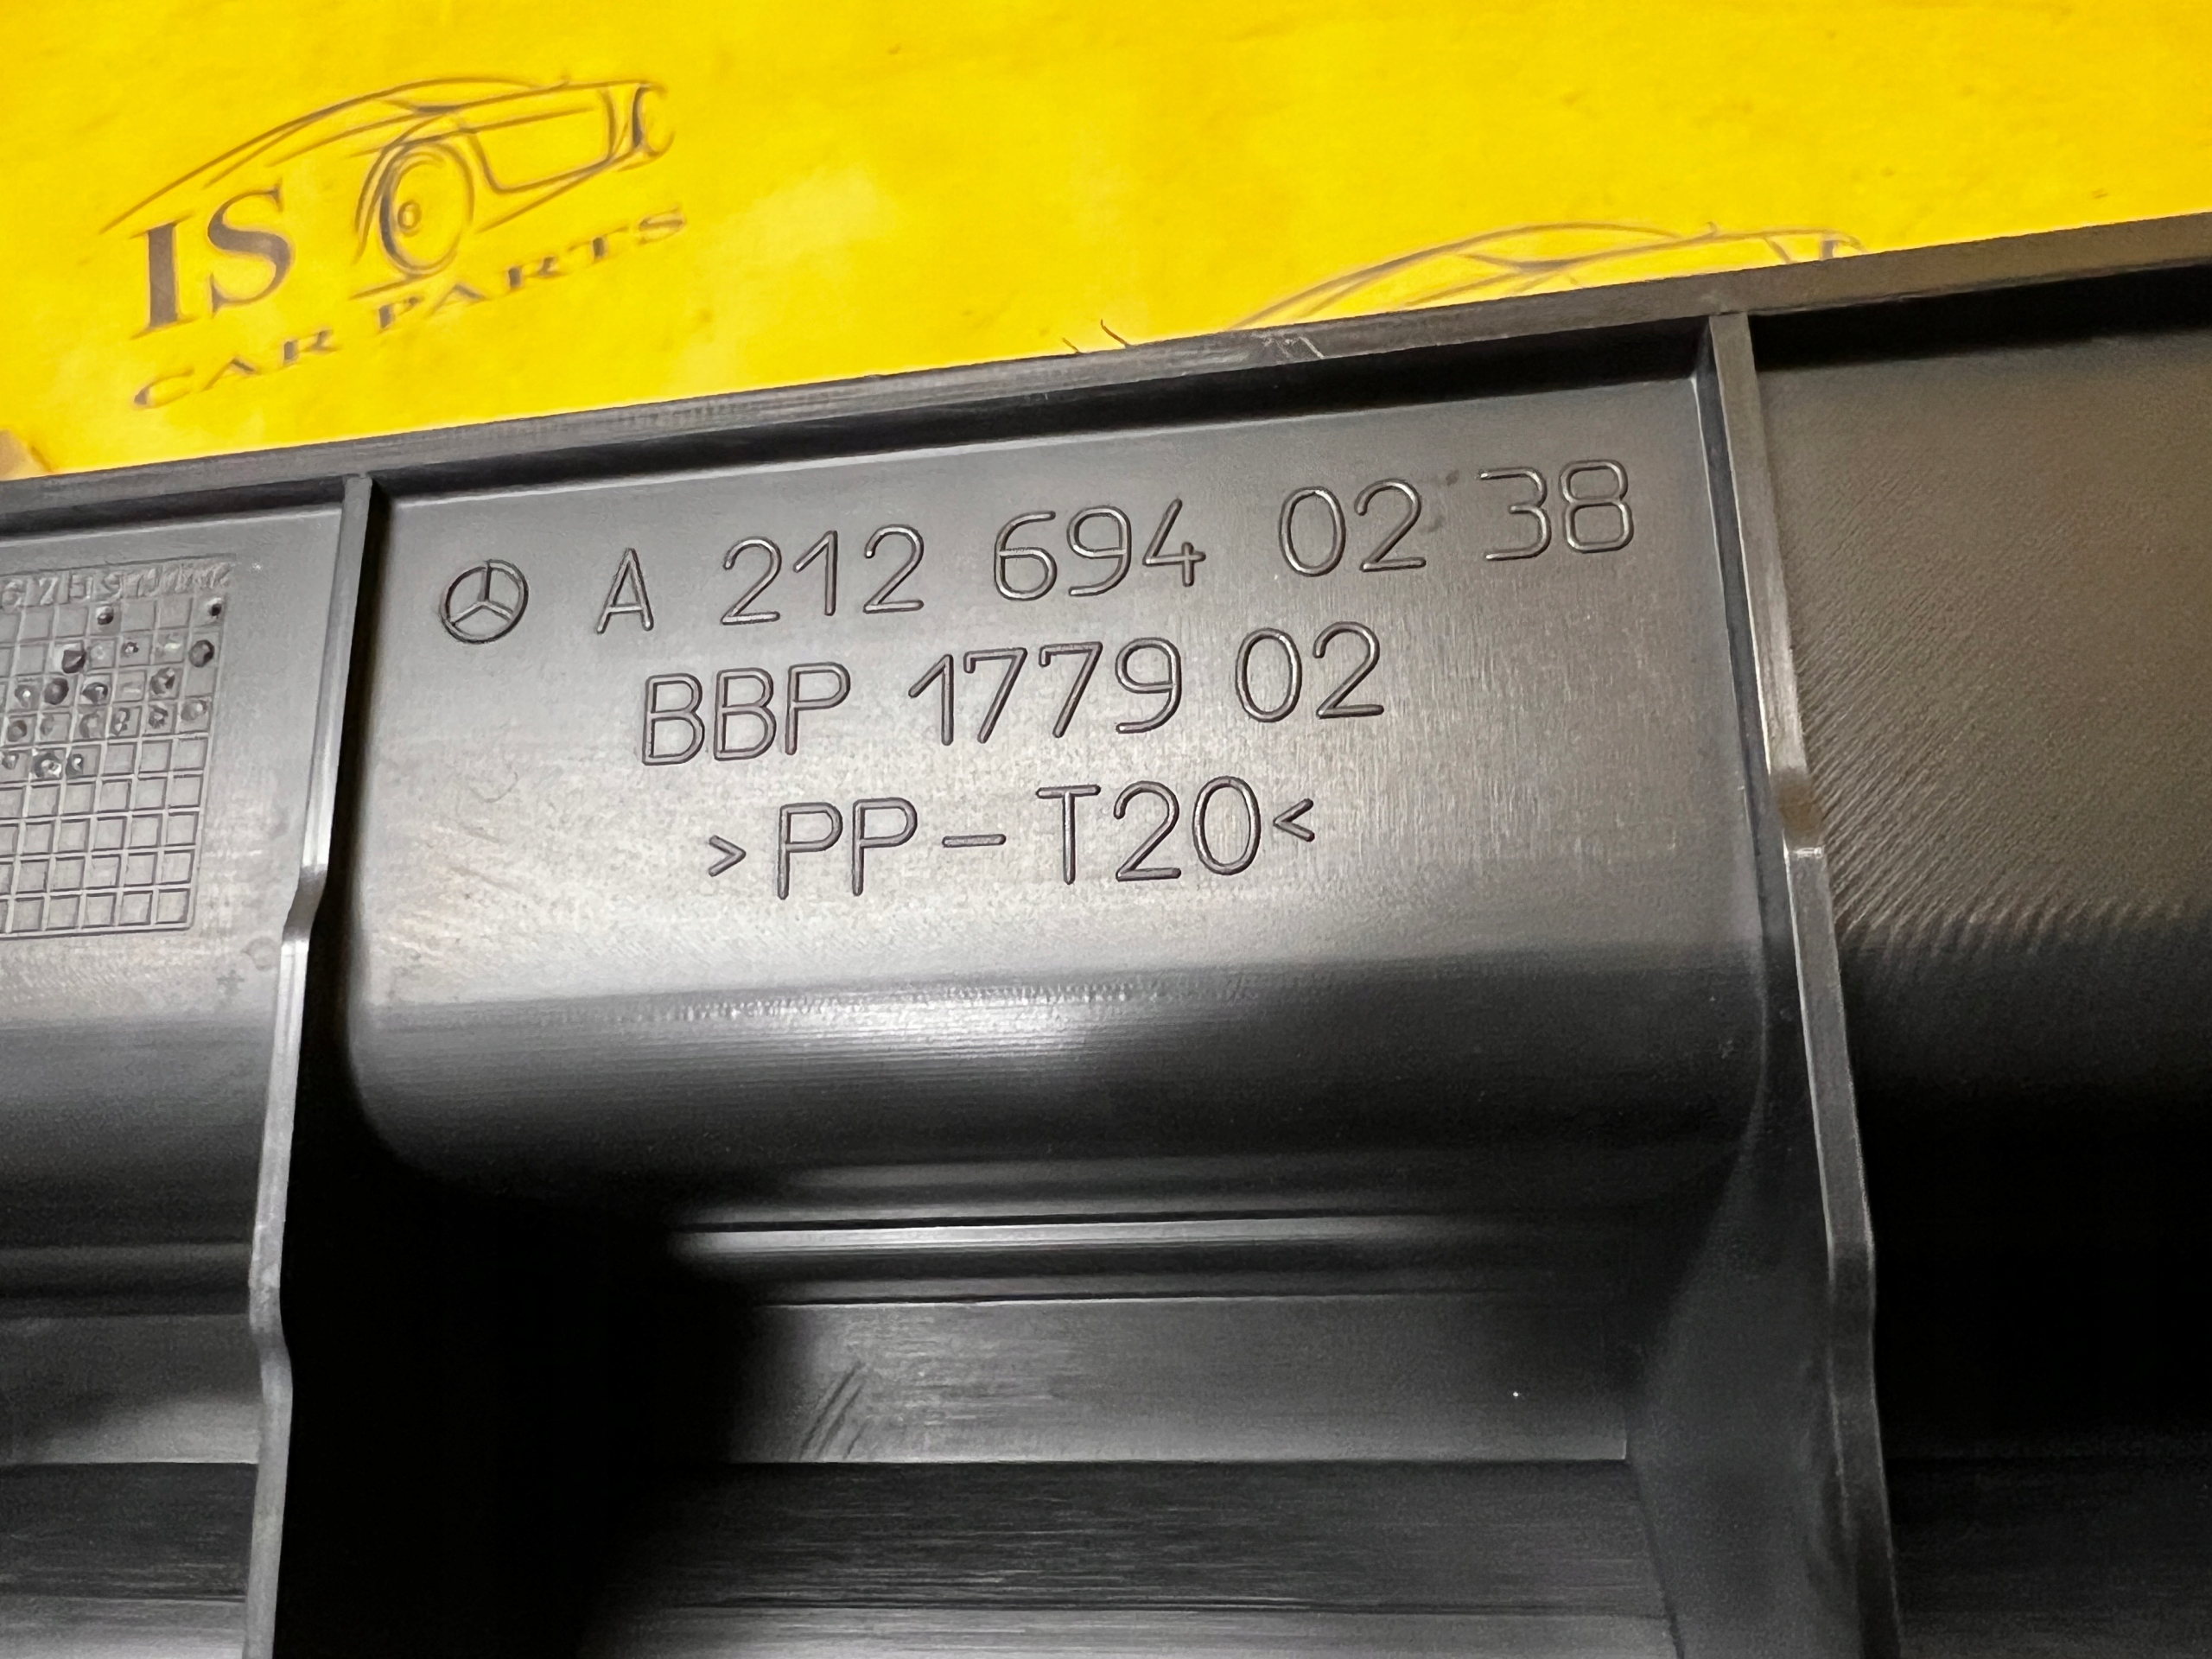 IS
CAR PARTS
A 212 694 02 38
BBP 1779 02
>PP-T20<